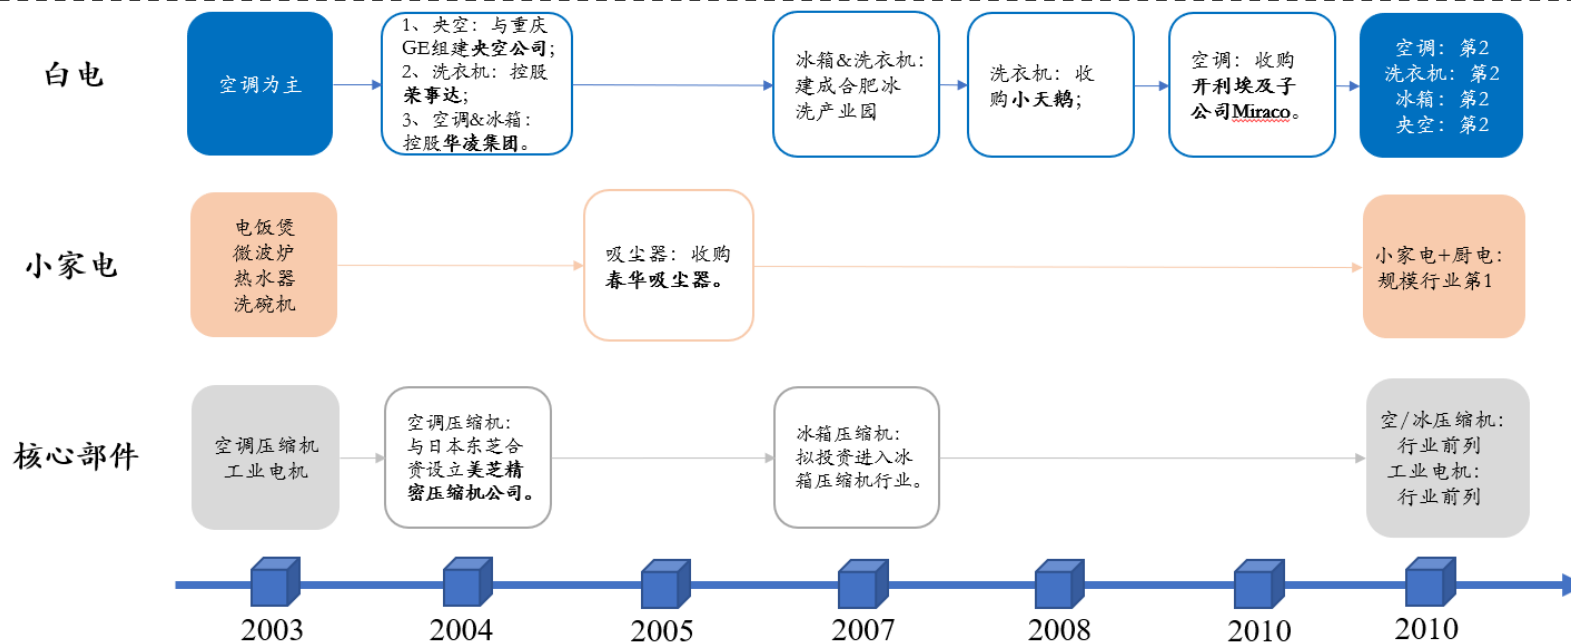 白电
空调为主
1、央空：与重庆
GE组建央空公司；
2、洗衣机：控股
荣事达；
3、空调&冰箱：
控股华凌集团。
冰箱&洗衣机：
建成合肥冰
洗产业园
洗衣机：收
购小天鹅；
空调：收购
开利埃及子
公司Miraco。
空调：第2
洗衣机：第2
冰箱：第2
央空：第2
小家电
电饭煲
微波炉
热水器
洗碗机
吸尘器：收购
春华吸尘器。
小家电+厨电：
规模行业第1
核心部件
空调压缩机
工业电机
空调压缩机：
与日本东芝合
资设立美芝精
密压缩机公司。
冰箱压缩机：
拟投资进入冰
箱压缩机行业。
空/冰压缩机：
行业前列
工业电机：
行业前列
2003
2004
2005
2007
2008
2010
2010